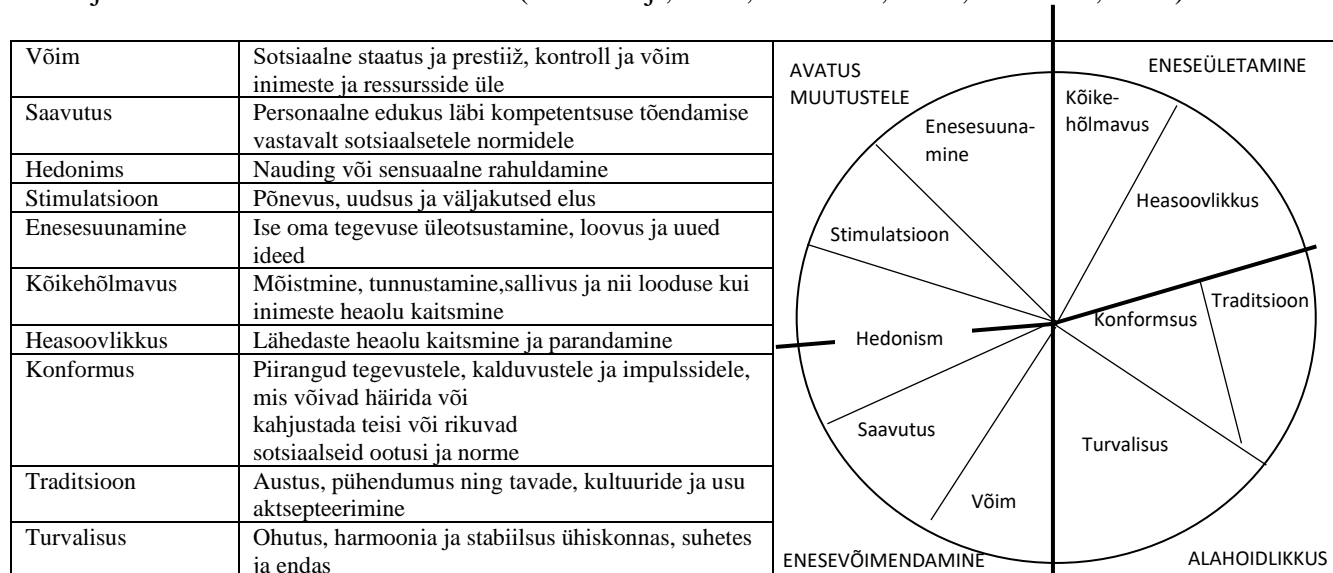 Võim
Sotsiaalne staatus ja prestiiž, kontroll ja võim
inimeste ja ressursside üle
Saavutus
Personaalne edukus läbi kompetentsuse tõendamise
vastavalt sotsiaalsetele normidele
Hedonims
Nauding või sensuaalne rahuldamine
Stimulatsioon
Põnevus, uudsus ja väljakutsed elus
Enesesuunamine
Ise oma tegevuse üleotsustamine, loovus ja uued
ideed
Kõikehõlmavus
Mõistmine, tunnustamine,sallivus ja nii looduse kui
inimeste heaolu kaitsmine
Heasoovlikkus
Lähedaste heaolu kaitsmine ja parandamine
Konformus
Piirangud tegevustele, kalduvustele ja impulssidele,
mis võivad häirida või
kahjustada teisi või rikuvad
sotsiaalseid ootusi ja norme
Traditsioon
Austus, pühendumus ning tavade, kultuuride ja usu
aktsepteerimine
Turvalisus
Ohutus, harmoonia ja stabiilsus ühiskonnas, suhetes
ja endas
AVATUS
MUUTUSTELE
ENESEÜLETAMINE
Enesesuuna-
mine
Kõike-
hõlmavus
Heasoovlikkus
Stimulatsioon
Traditsioon
Konformsus
Hedonism
Saavutus
Turvalisus
Võim
ENESEVÕIMENDAMINE
ALAHOIDLIKKUS